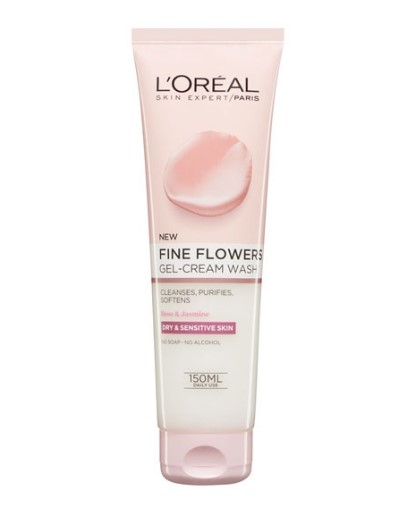 L'ORÉAL
SKIN EXPERT/PARIS
NEW
FINE FLOWERS
GEL-CREAM WASH
CLEANSES, PURIFIES,
SOFTENS
Rose & Jasmine
DRY & SENSITIVE SKIN
NO SOAP - NO ALCOHOL
150ML
DAILY USE